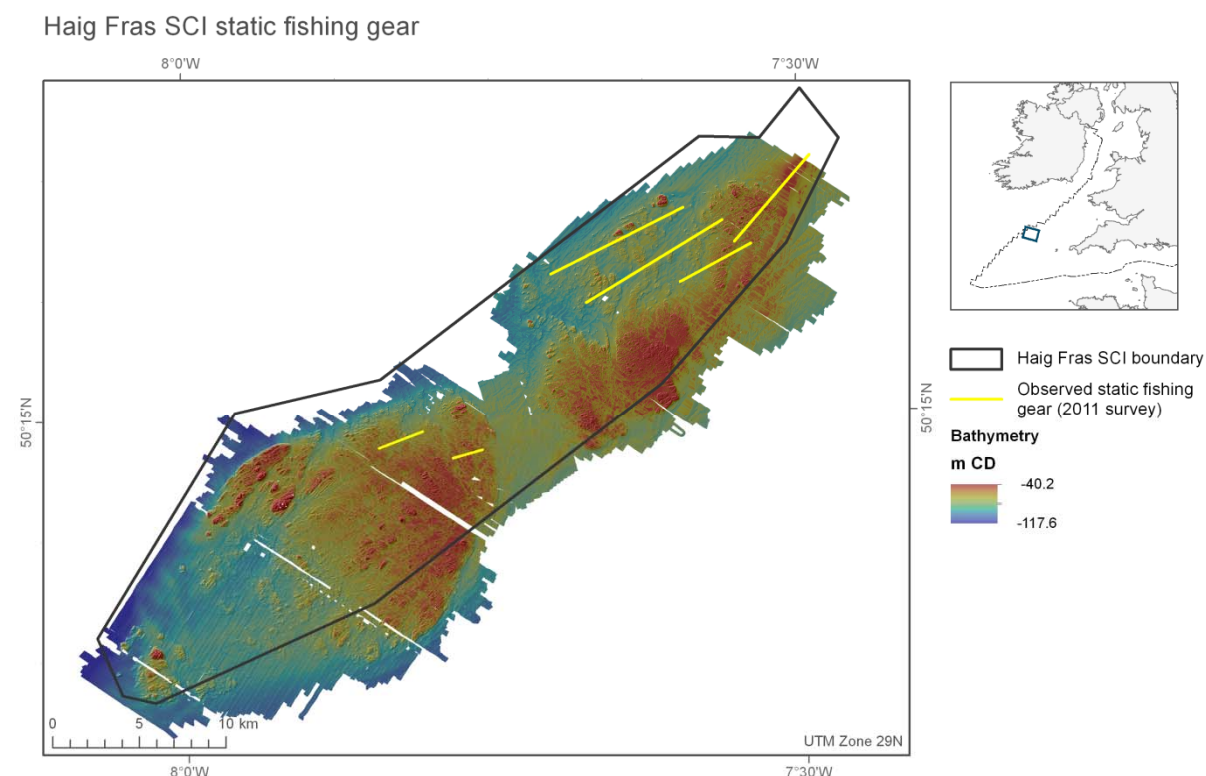 Haig Fras SCI static fishing gear
8°0'W
7°30'W
50°15'N
50°15'N
0 5 10 km
UTM Zone 29N
8°0'W
7°30'W
Haig Fras SCI boundary
Observed static fishing
gear (2011 survey)
Bathymetry
m CD
-40.2
-117.6